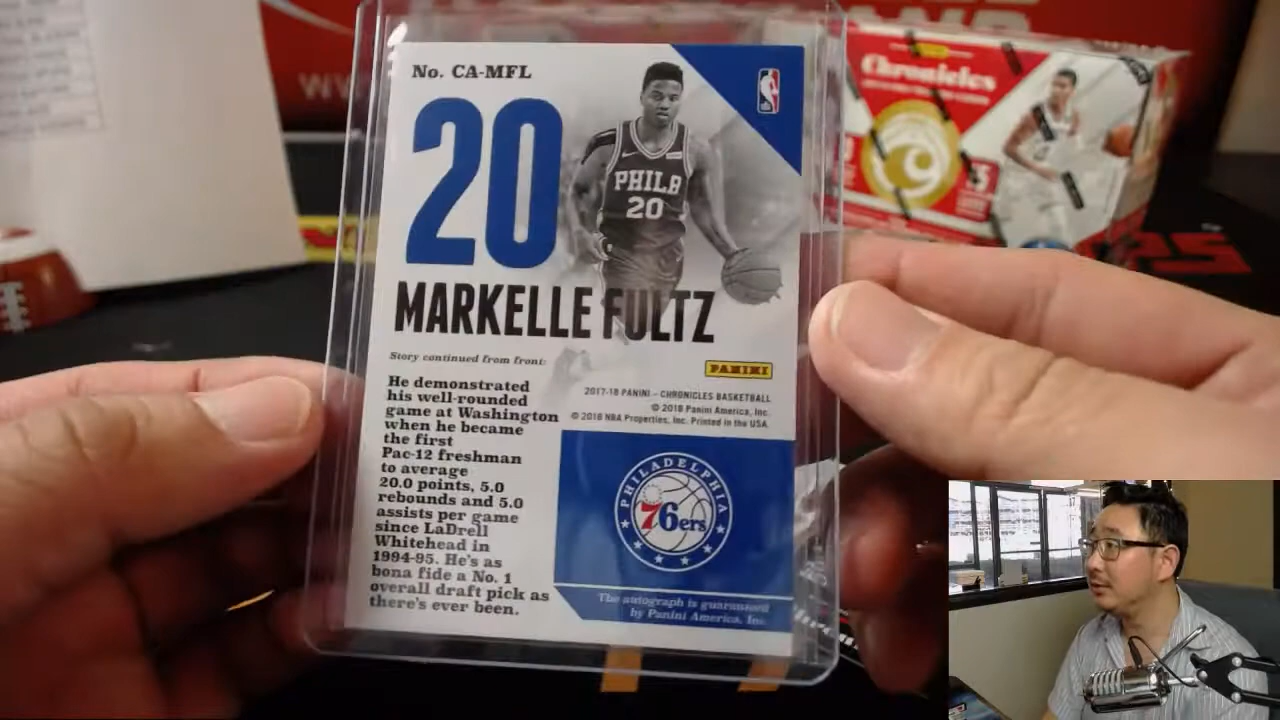 No. CA-MFL
20
PHILA
20
MARKELLE FULTZ
Story continued from front:
He demonstrated
his well-rounded
game at Washington
when he became
the first
Pac-12 freshman
to average
20.0 points, 5.0
rebounds and 5.0
assists per game
since LaDrell
Whitehead in
1994-95. He's as
bona fide a No. 1
overall draft pick as
there's ever been.
PANINI
2017-18 PANINI – CHRONICLES BASKETBALL
© 2018 Panini America, Inc.
© 2018 NBA Properties, Inc. Printed in the USA.
PHILADELPHIA
76ers
The autograph is guaranteed
by Panini America, Inc.
PANINI
Chronicles